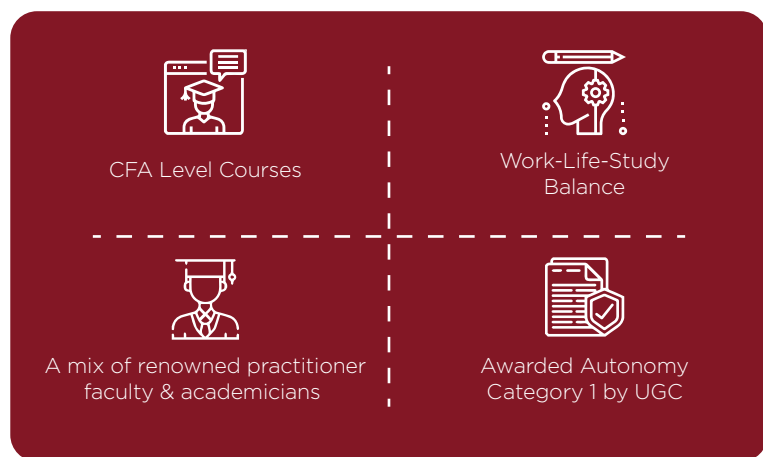 CFA Level Courses
Work-Life-Study
Balance
A mix of renowned practitioner
faculty & academicians
Awarded Autonomy
Category 1 by UGC